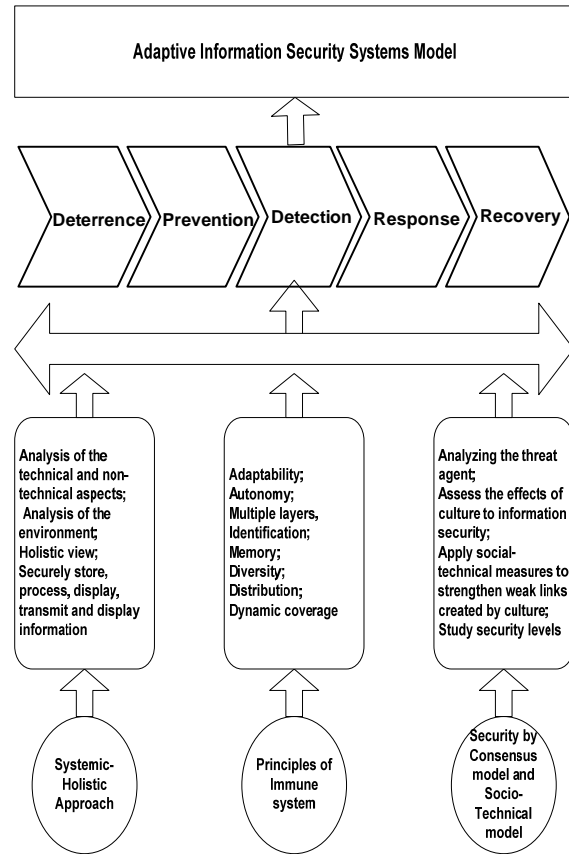 Adaptive Information Security Systems Model
Deterrence Prevention Detection Response Recovery
Analysis of the
technical and non-
technical aspects;
Analysis of the
environment;
Holistic view;
Securely store,
process, display,
transmit and display
information
Adaptability;
Autonomy;
Multiple layers,
Identification;
Memory;
Diversity;
Distribution;
Dynamic coverage
Analyzing the threat
agent;
Assess the effects of
culture to information
security;
Apply social-
technical measures to
strengthen weak links
created by culture;
Study security levels
Systemic-
Holistic
Approach
Principles of
Immune
system
Security by
Consensus
model and
Socio-
Technical
model